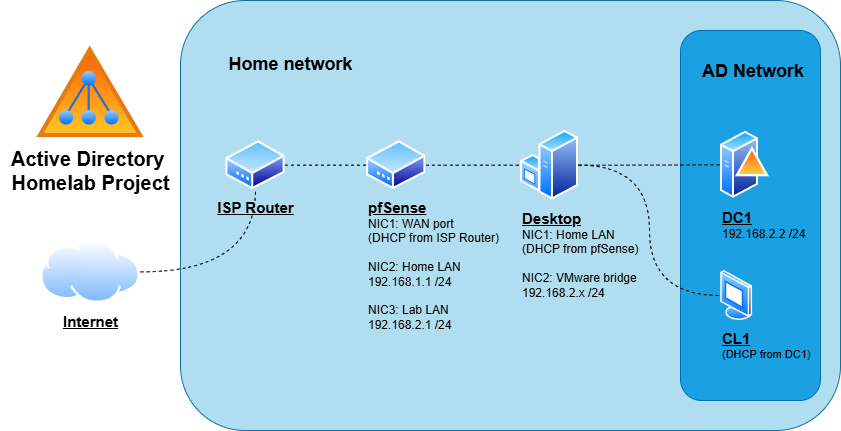 Home network
AD Network
Active Directory
Homelab Project
ISP Router
pfSense
NIC1: WAN port
(DHCP from ISP Router)
NIC2: Home LAN
192.168.1.1 /24
NIC3: Lab LAN
192.168.2.1 /24
Desktop
NIC1: Home LAN
(DHCP from pfSense)
NIC2: VMware bridge
192.168.2.x /24
DC1
192.168.2.2 /24
CL1
(DHCP from DC1)
Internet